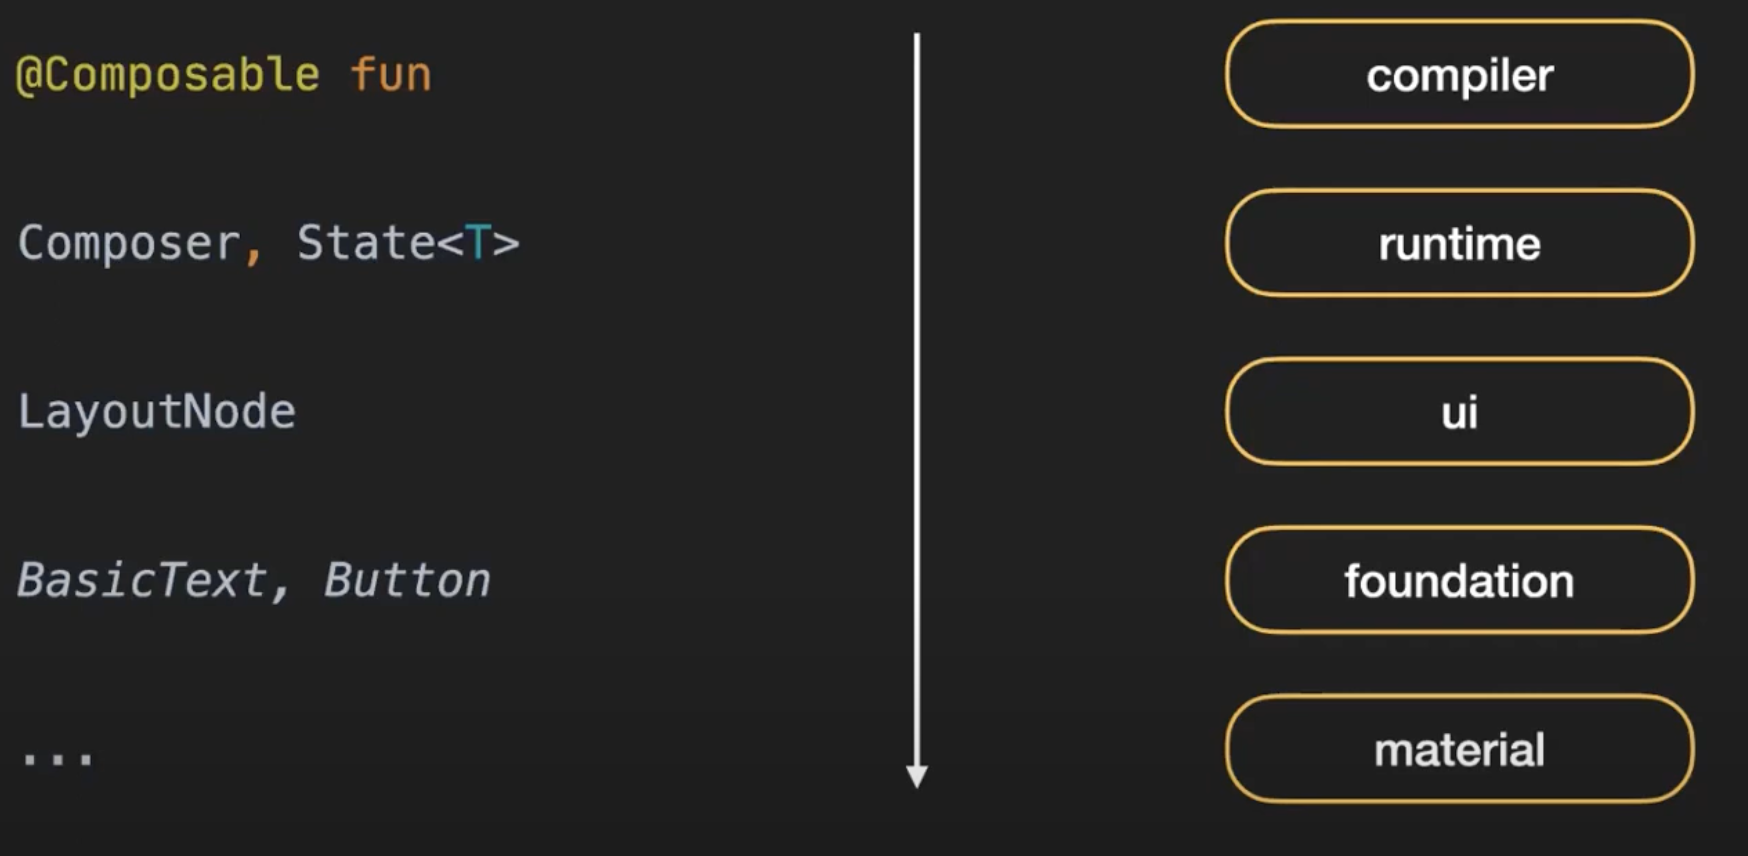 @Composable fun
compiler
Composer, State<T>
runtime
LayoutNode
ui
BasicText, Button
foundation
...
material